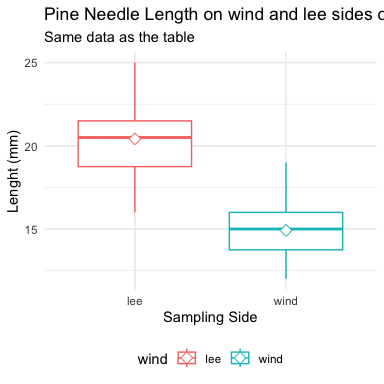 Pine Needle Length on wind and lee sides o
Same data as the table
Lenght (mm)
25
20
15
lee wind
Sampling Side
wind lee wind